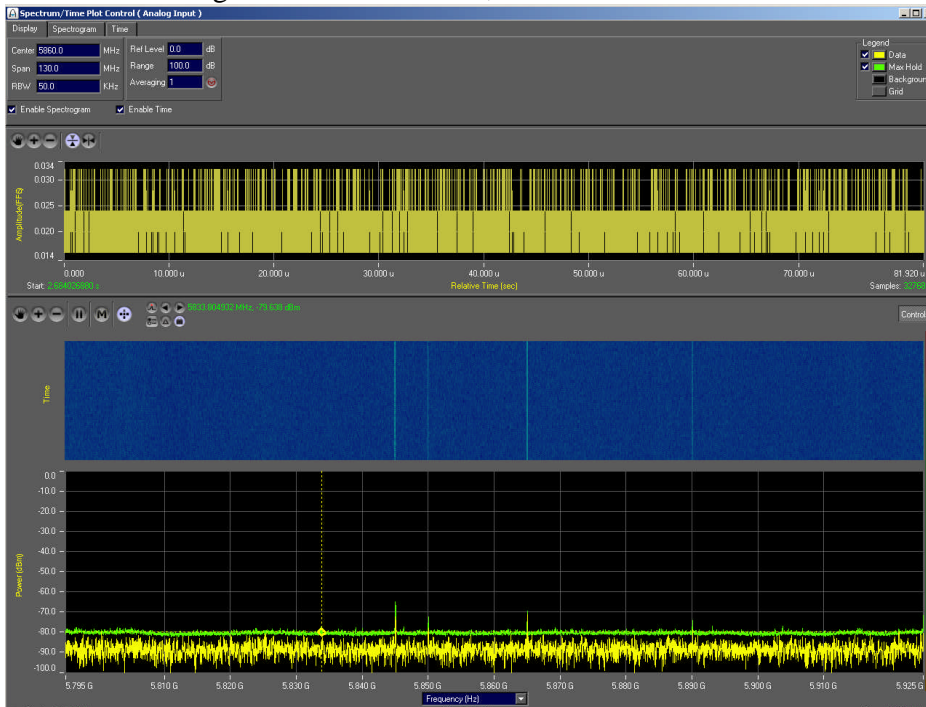 Spectrum/Time Plot Control ( Analog Input )
Display Spectrogram Time
Center 5860.0 MHz Ref Level 0.0 dB
Span 130.0 MHz Range 100.0 dB
RBW 50.0 KHz Averaging 1
Legend
Data
Max Hold
Backgroun
Grid
Enable Spectrogram Enable Time
Amplitude(FFS)
0.034
0.030
0.025
0.020
0.014
0.000 10.000 u 20.000 u 30.000 u 40.000 u 50.000 u 60.000 u 70.000 u 81.920 u
Start: 2.664026880 s Relative Time (sec) Samples: 32768
M 5833.804932 MHz, -79.638 dBm Control
Time
Power (dBm)
0.0
-10.0
-20.0
-30.0
-40.0
-50.0
-60.0
-70.0
-80.0
-90.0
-100.0
5.795 G 5.810 G 5.820 G 5.830 G 5.840 G 5.850 G 5.860 G 5.870 G 5.880 G 5.890 G 5.900 G 5.910 G 5.925 G
Frequency (Hz)